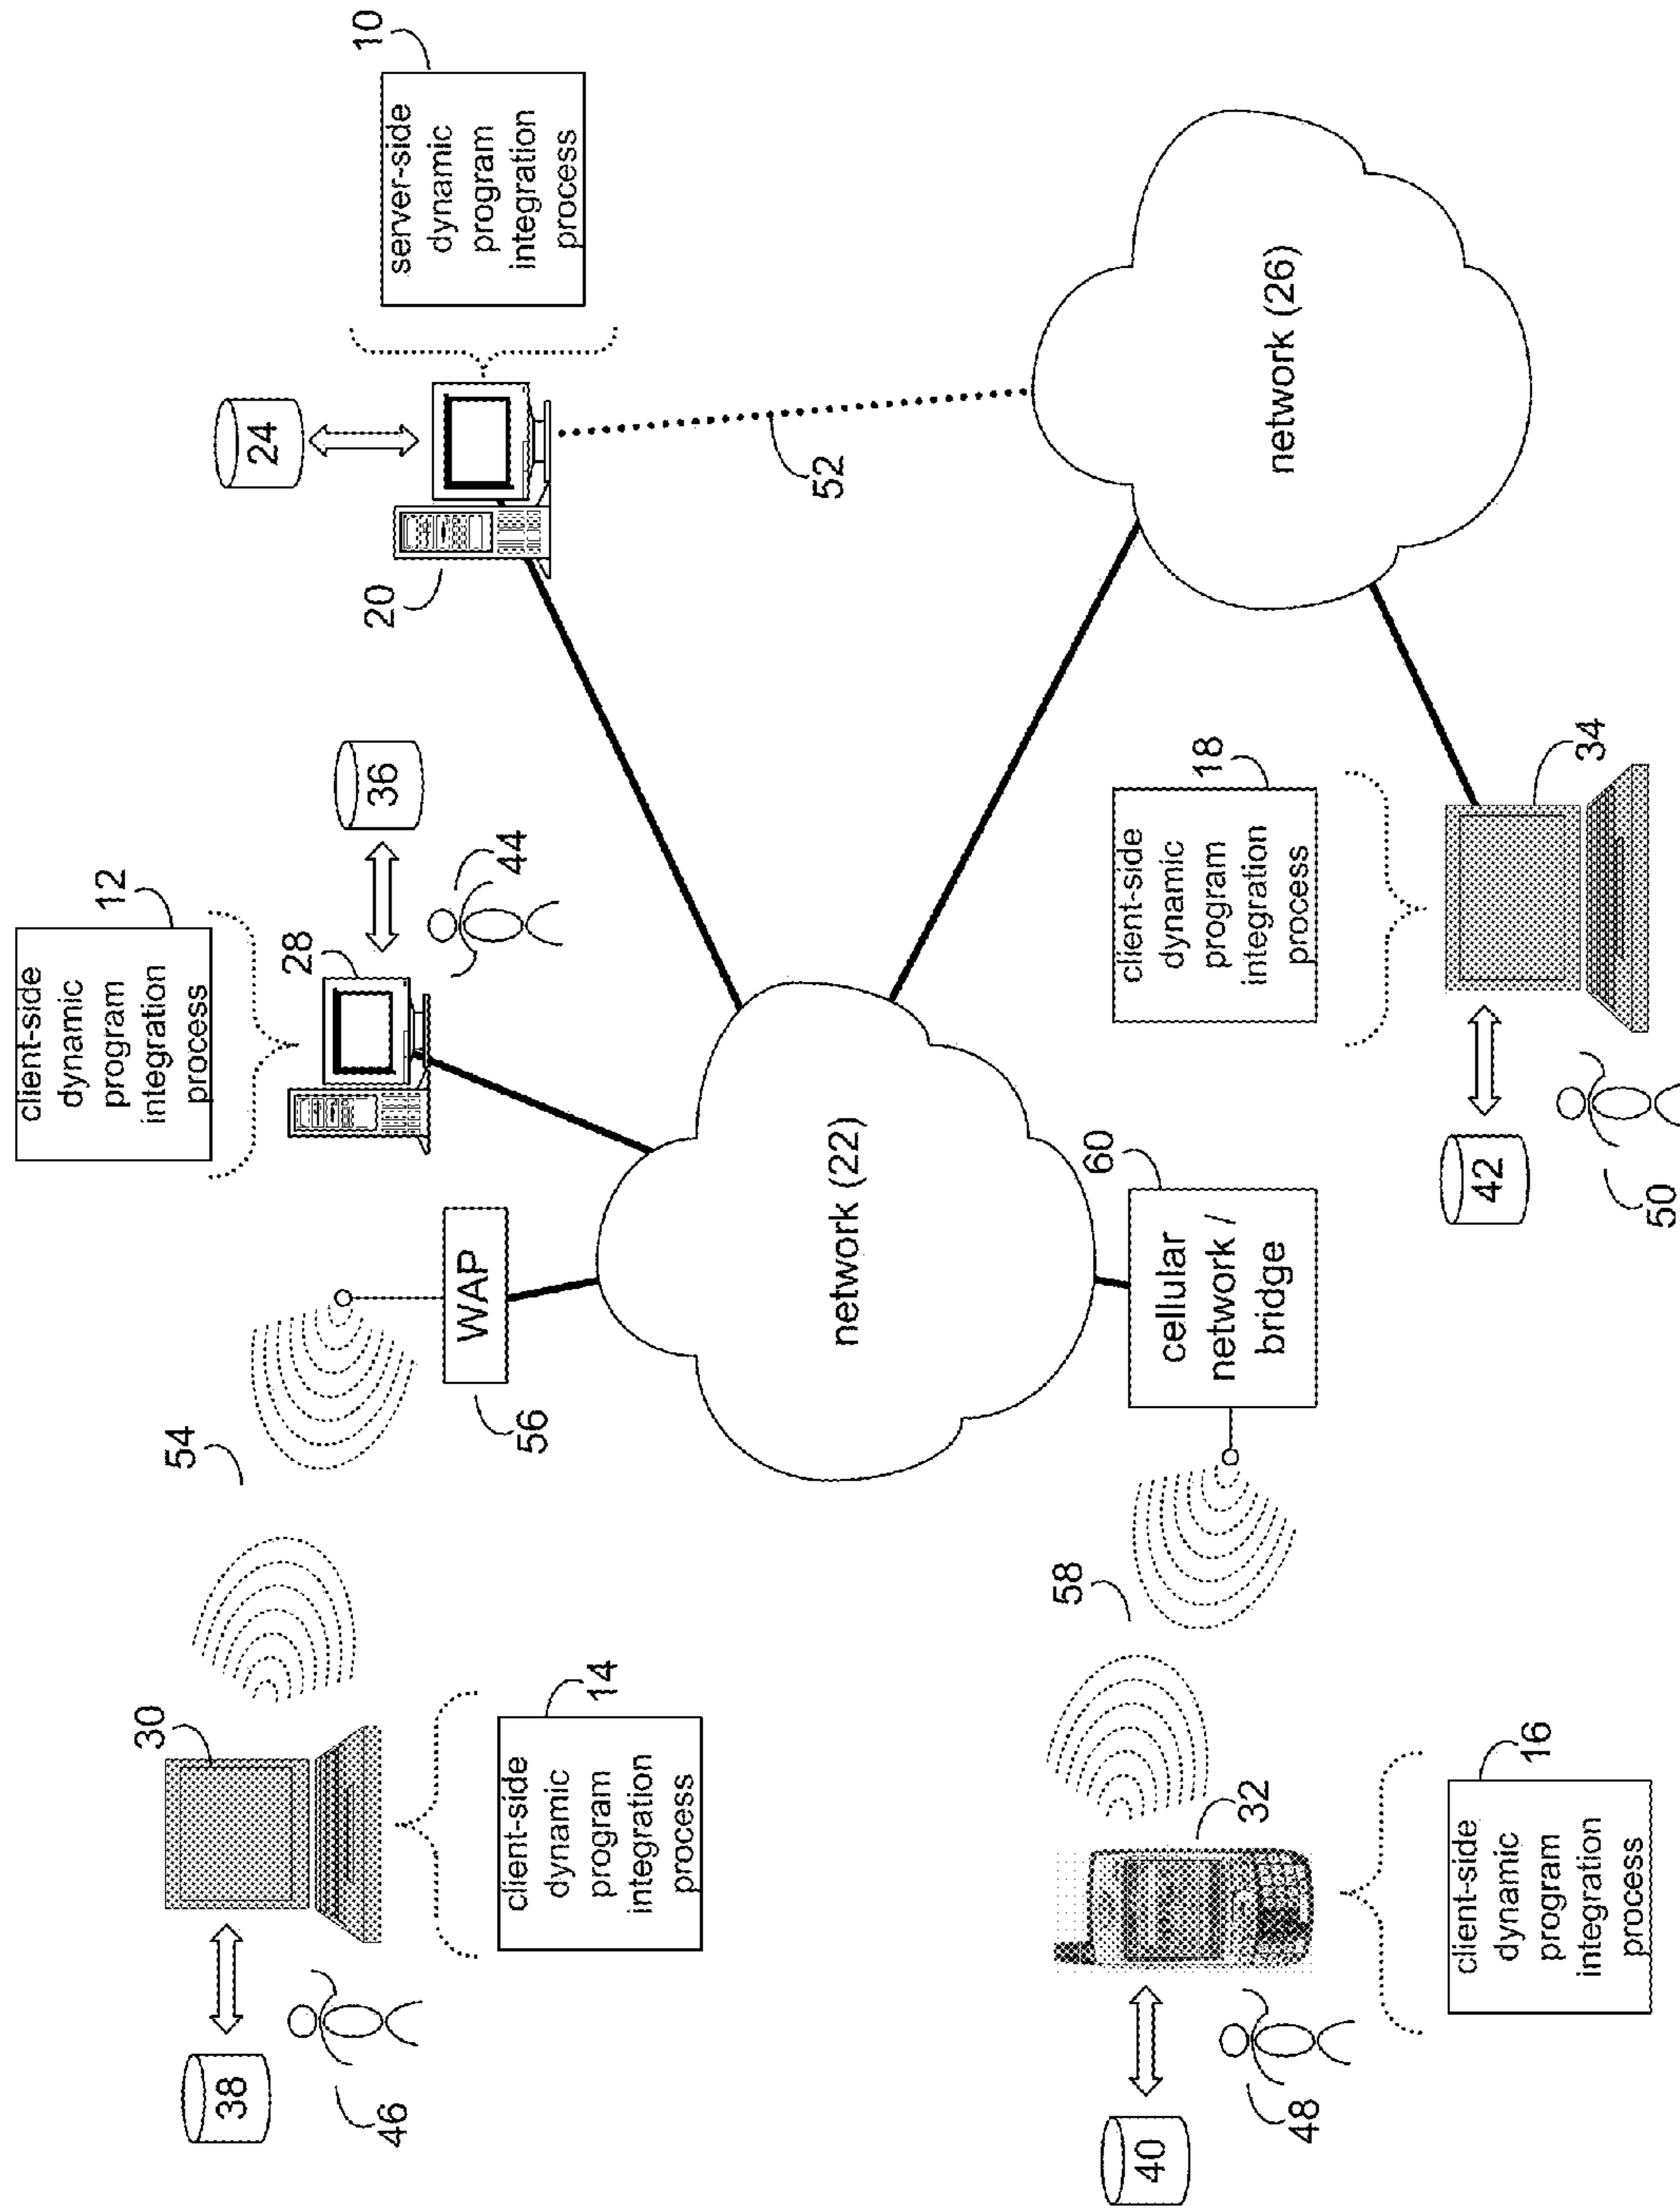 client-side
dynamic
program
integration
process
12
30
54
38
24
28
10
server-side
dynamic
program
integration
process
36
20
46
44
WAP
56
client-side
dynamic
program
integration
process
14
52
network (22)
58
60
cellular
network /
bridge
client-side
dynamic
program
integration
process
18
32
network (26)
40
48
client-side
dynamic
program
integration
process
16
42
34
50